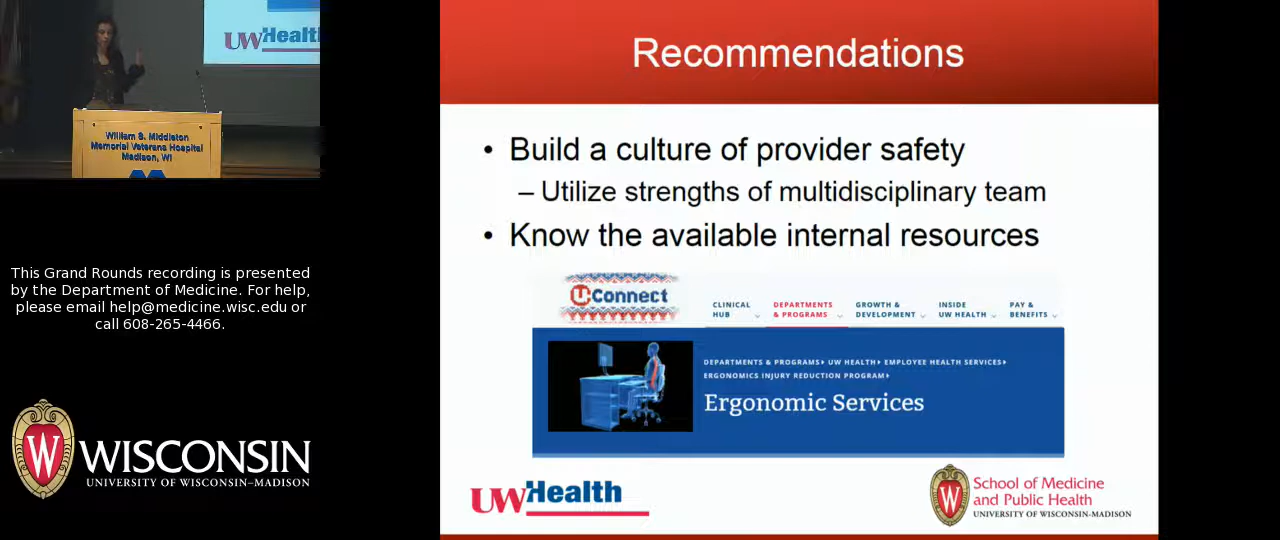 UWHealth
William S. Middleton
Memorial Veterans Hospital
Madison, WI
This Grand Rounds recording is presented
by the Department of Medicine. For help,
please email help@medicine.wisc.edu or
call 608-265-4466.
W WISCONSIN
UNIVERSITY OF WISCONSIN–MADISON
Recommendations
• Build a culture of provider safety
– Utilize strengths of multidisciplinary team
• Know the available internal resources
UConnect
CLINICAL HUB
DEPARTMENTS & PROGRAMS
GROWTH & DEVELOPMENT
INSIDE UW HEALTH
PAY & BENEFITS
DEPARTMENTS & PROGRAMS UW HEALTH EMPLOYEE HEALTH SERVICES
ERGONOMICS INJURY REDUCTION PROGRAM
Ergonomic Services
UWHealth
W School of Medicine
and Public Health
UNIVERSITY OF WISCONSIN-MADISON